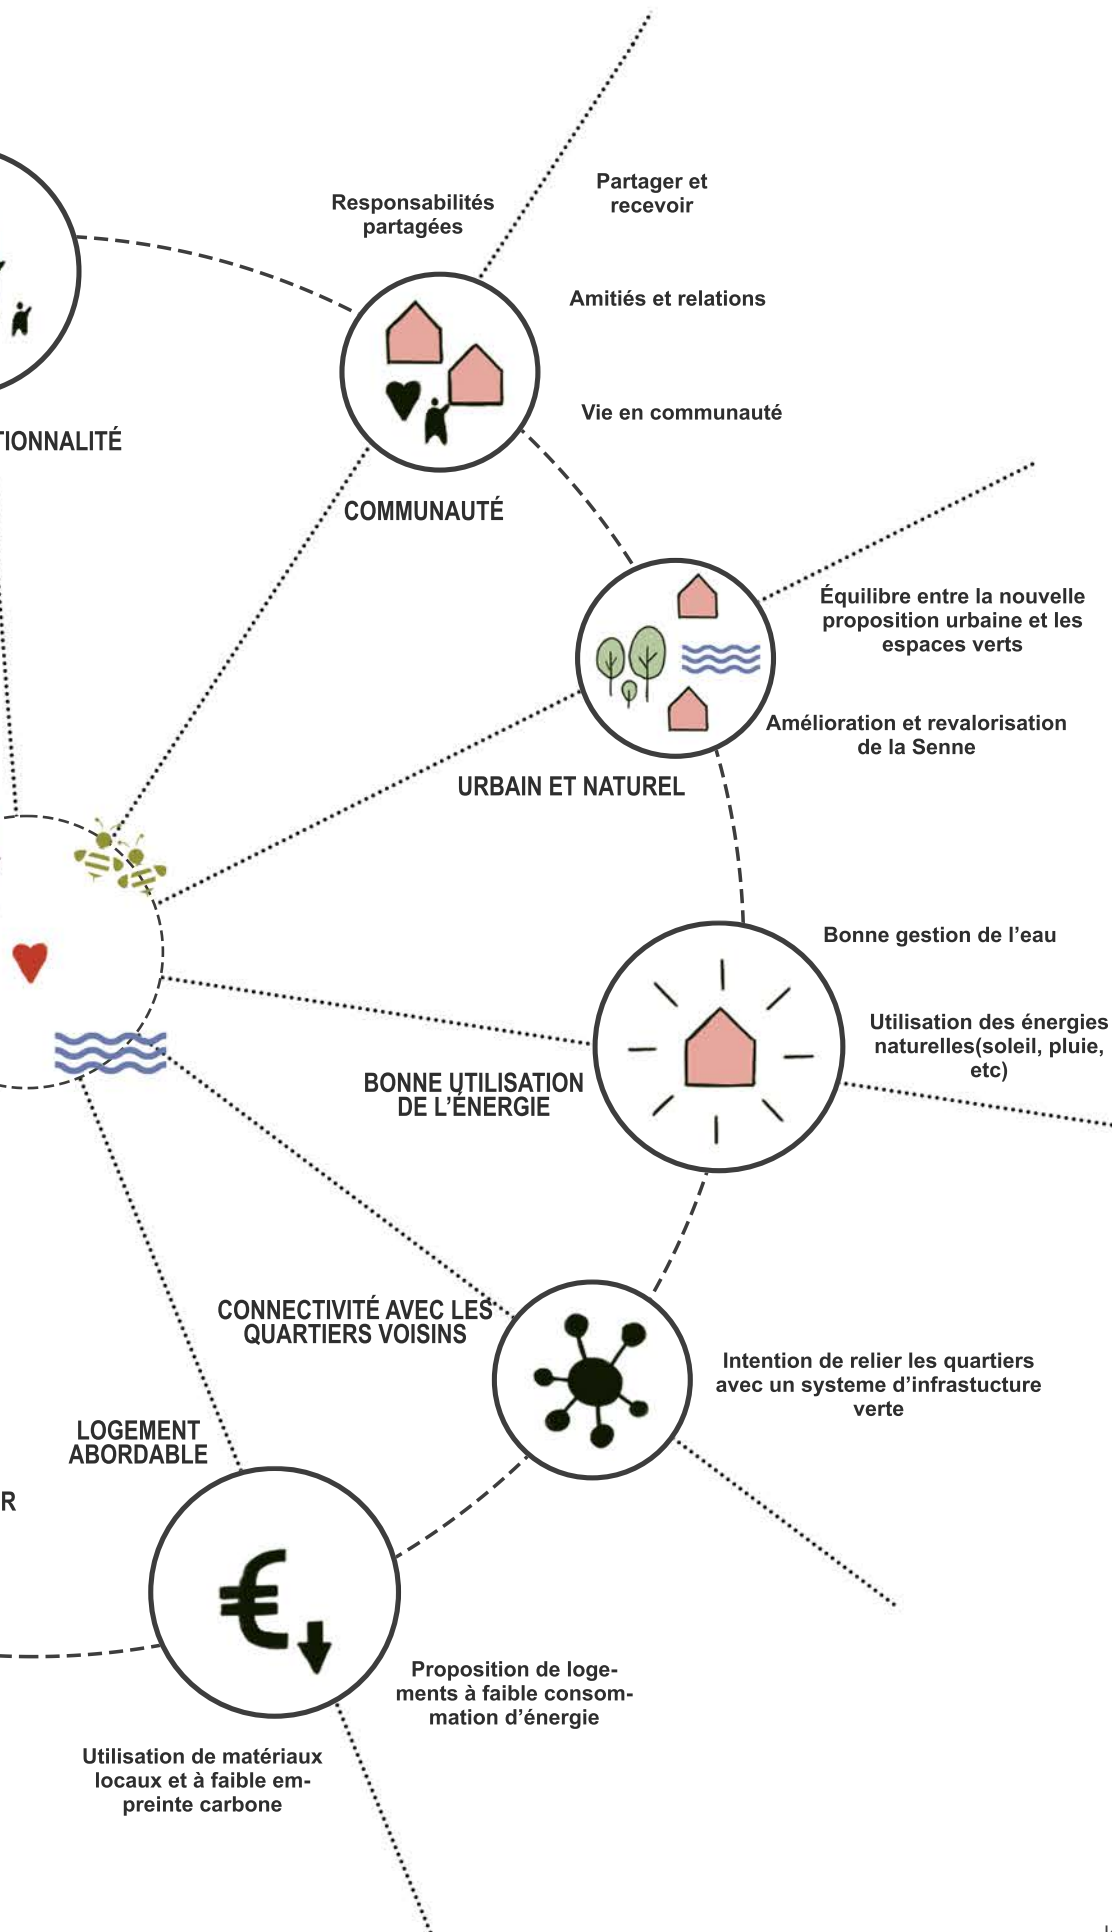 Partager et
recevoir
Responsabilités
partagées
Amitiés et relations
Vie en communauté
TIONNALITÉ
COMMUNAUTÉ
Équilibre entre la nouvelle
proposition urbaine et les
espaces verts
Amélioration et revalorisation
de la Senne
URBAIN ET NATUREL
Bonne gestion de l’eau
Utilisation des énergies
naturelles(soleil, pluie,
etc)
BONNE UTILISATION
DE L’ÉNERGIE
CONNECTIVITÉ AVEC LES
QUARTIERS VOISINS
Intention de relier les quartiers
avec un systeme d’infrastucture
verte
LOGEMENT
ABORDABLE
R
€
Proposition de loge-
ments à faible consom-
mation d’énergie
Utilisation de matériaux
locaux et à faible em-
preinte carbone